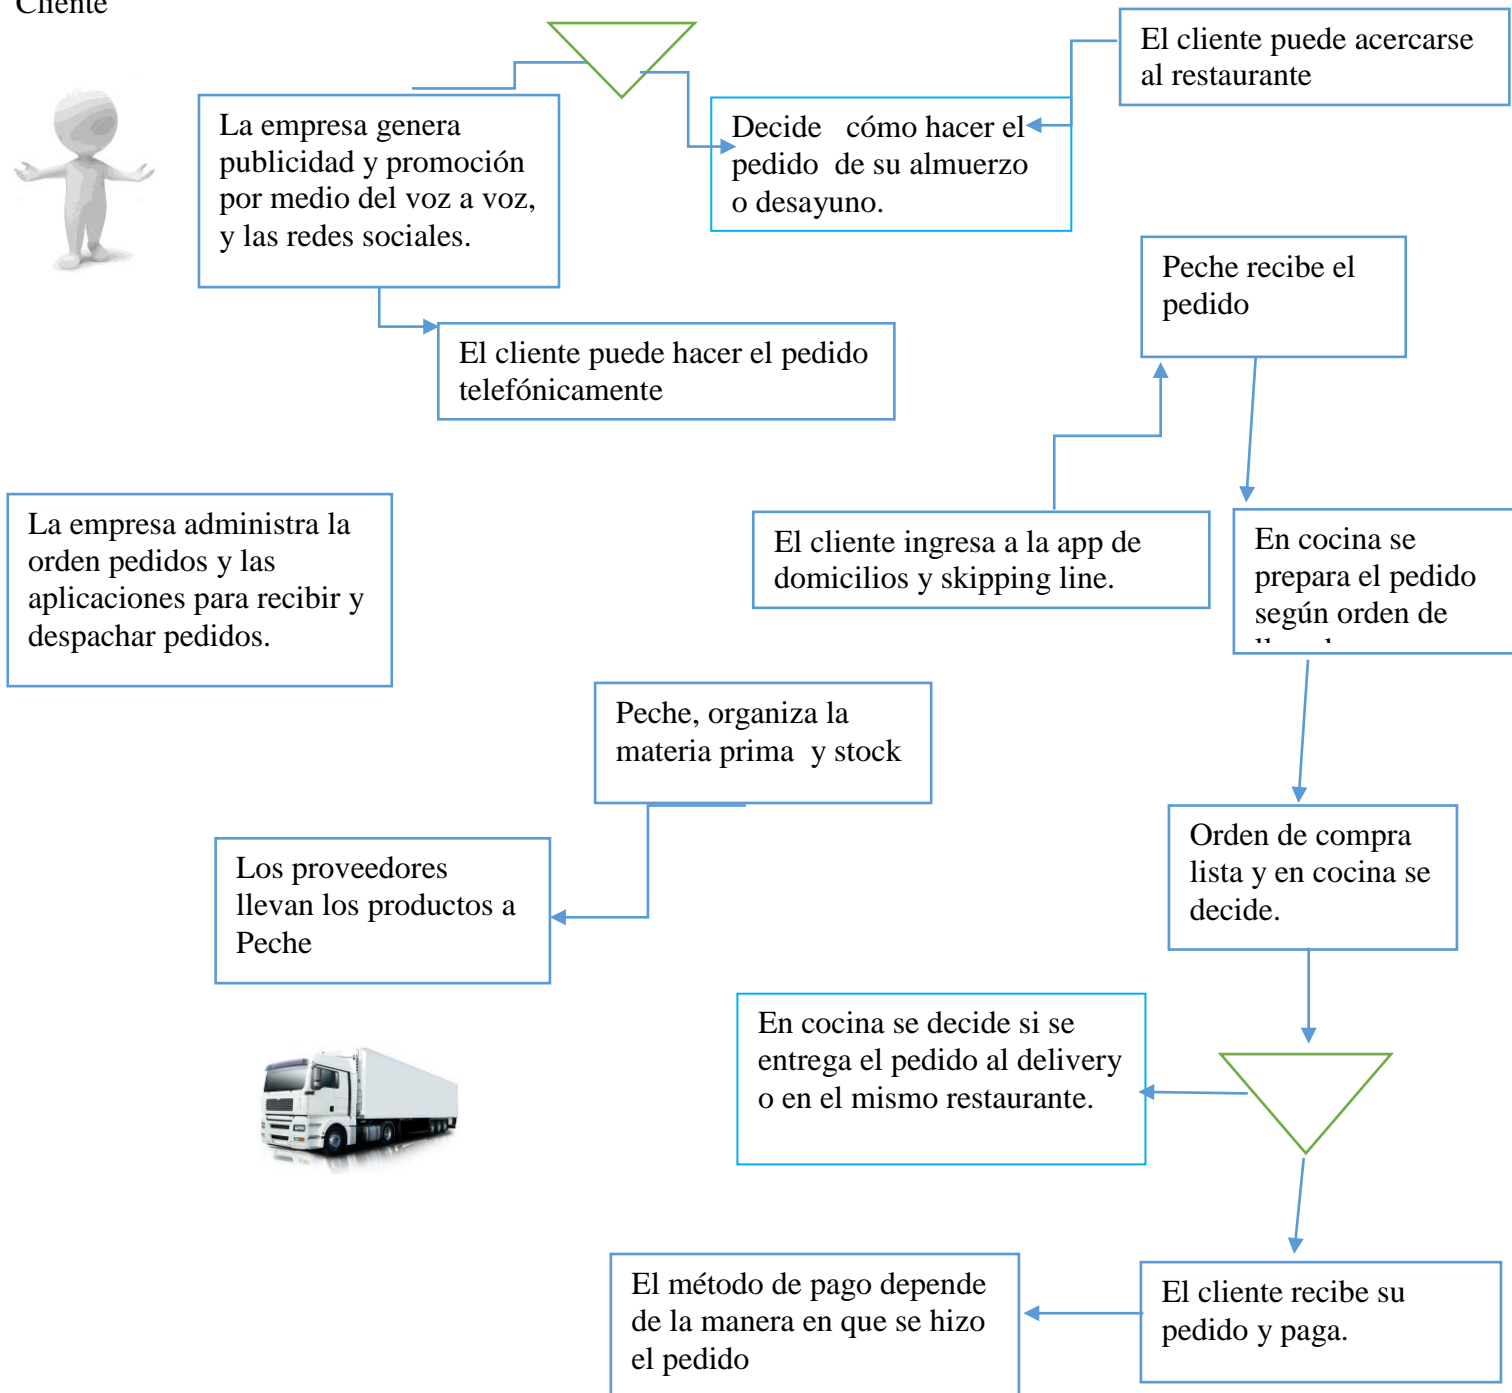 Cliente
El cliente puede acercarse
al restaurante
La empresa genera
publicidad y promoción
por medio del voz a voz,
y las redes sociales.
Decide cómo hacer el
pedido de su almuerzo
o desayuno.
Peche recibe el
pedido
El cliente puede hacer el pedido
telefónicamente
La empresa administra la
orden pedidos y las
aplicaciones para recibir y
despachar pedidos.
El cliente ingresa a la app de
domicilios y skipping line.
En cocina se
prepara el pedido
según orden de
Peche, organiza la
materia prima y stock
Los proveedores
llevan los productos a
Peche
Orden de compra
lista y en cocina se
decide.
En cocina se decide si se
entrega el pedido al delivery
o en el mismo restaurante.
El método de pago depende
de la manera en que se hizo
el pedido
El cliente recibe su
pedido y paga.